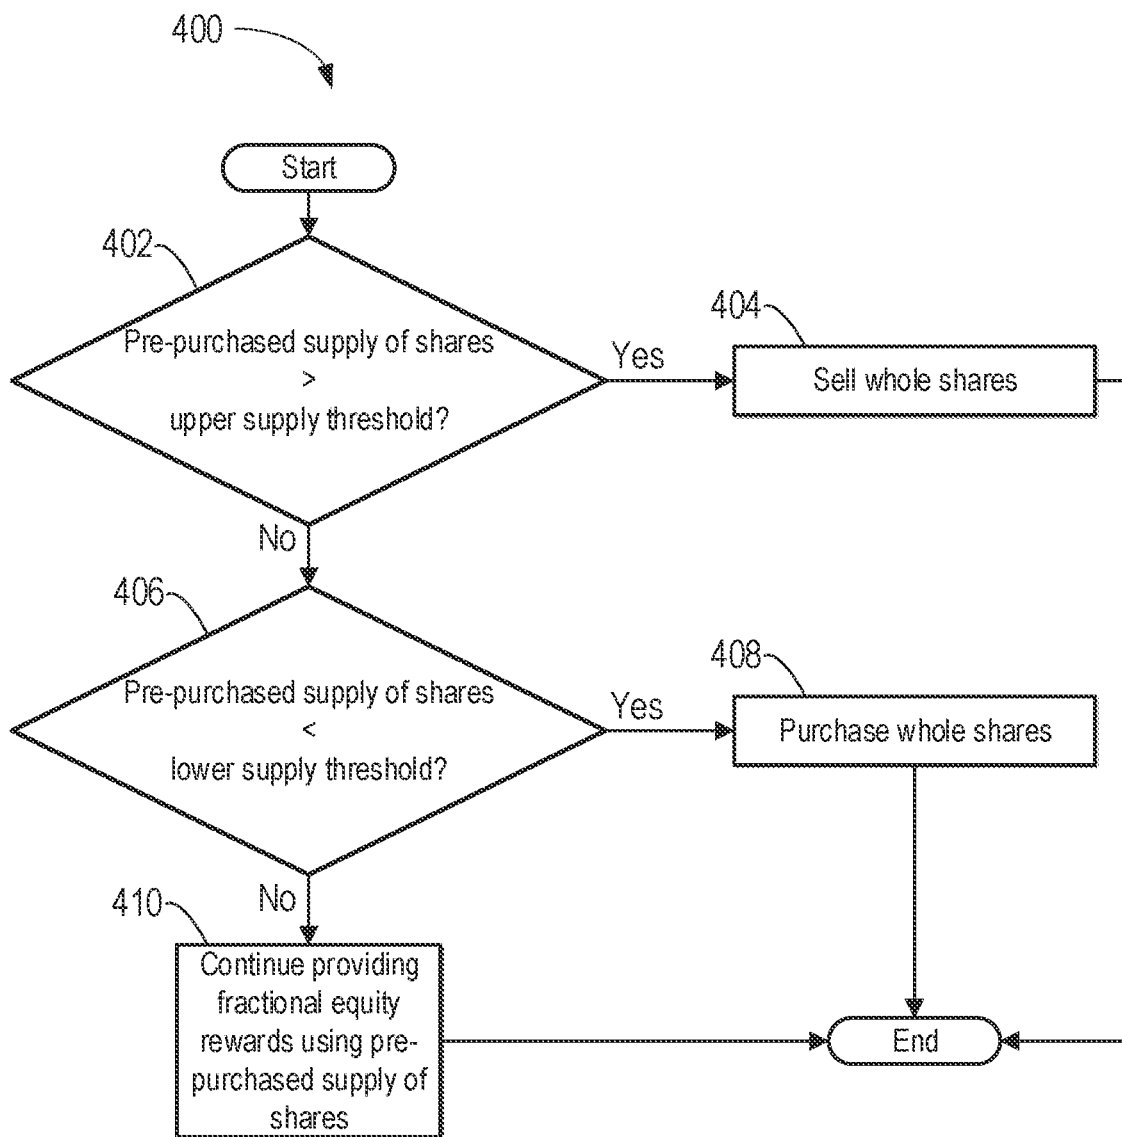 400
Start
402
Pre-purchased supply of shares
>
upper supply threshold?
Yes
404
Sell whole shares
No
406
Pre-purchased supply of shares
<
lower supply threshold?
Yes
408
Purchase whole shares
No
410
Continue providing
fractional equity
rewards using pre-
purchased supply of
shares
End